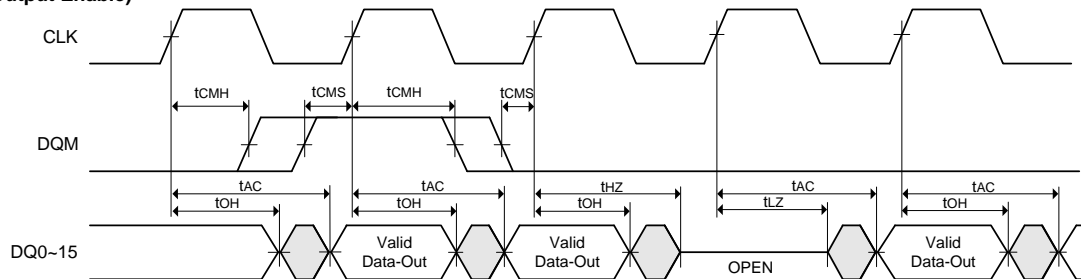 utput Enable)
CLK
tCMH tCMS tCMH tCMS
DQM
tAC tAC tHZ tAC tAC
tOH tOH tOH tLZ tOH
DQ0~15
Valid Data-Out
Valid Data-Out
OPEN
Valid Data-Out